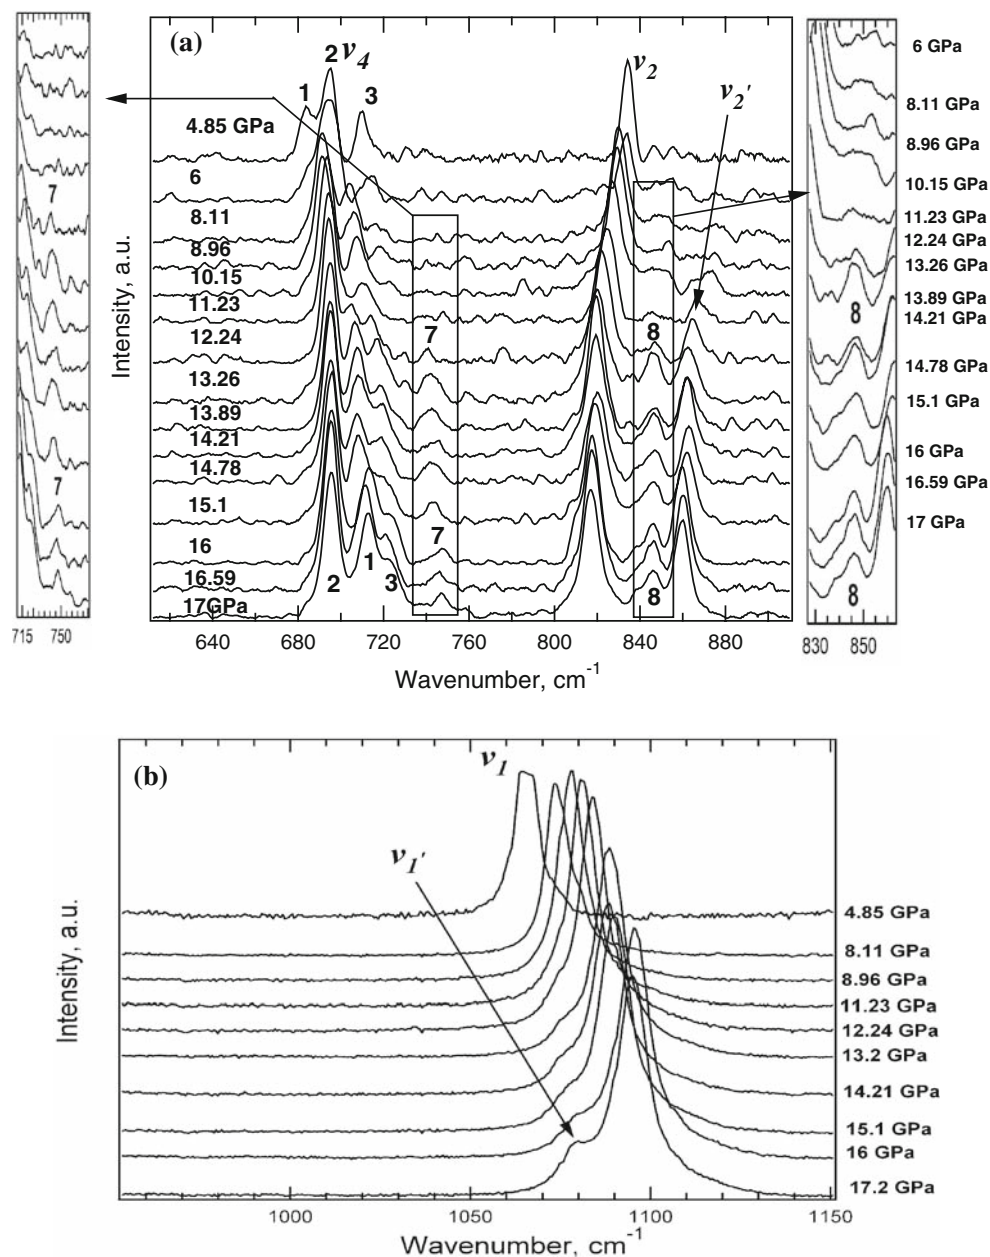 (a)
2 ν4
ν2
1
3
ν2'
4.85 GPa
6
8.11
8.96
10.15
11.23
12.24
13.26
13.89
14.21
14.78
15.1
16
16.59
17GPa
7
8
7
8
2
1
3
Intensity, a.u.
640 680 720 760 800 840 880
Wavenumber, cm-1
7
7
715 750
6 GPa
8.11 GPa
8.96 GPa
10.15 GPa
11.23 GPa
12.24 GPa
13.26 GPa
13.89 GPa
14.21 GPa
14.78 GPa
15.1 GPa
16 GPa
16.59 GPa
17 GPa
8
8
830 850
(b)
ν1
ν1'
Intensity, a.u.
4.85 GPa
8.11 GPa
8.96 GPa
11.23 GPa
12.24 GPa
13.2 GPa
14.21 GPa
15.1 GPa
16 GPa
17.2 GPa
1000 1050 1100 1150
Wavenumber, cm-1